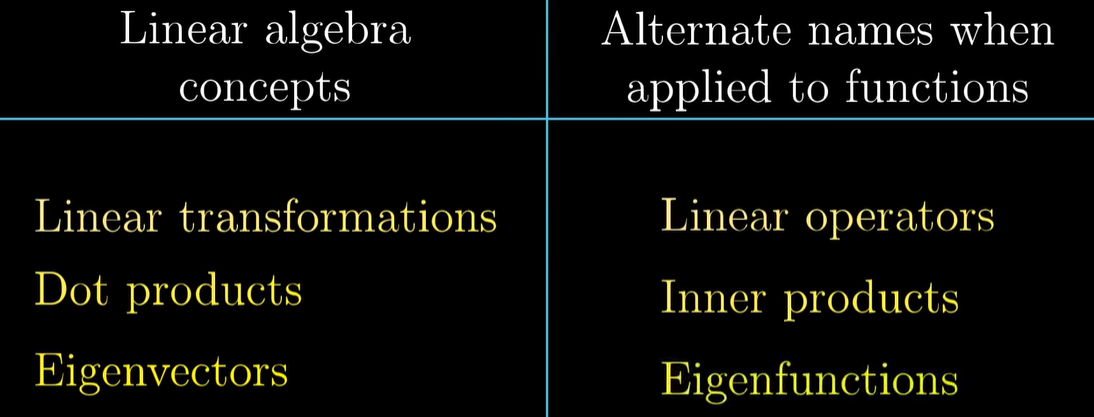 Linear algebra
concepts
Alternate names when
applied to functions
Linear transformations
Linear operators
Dot products
Inner products
Eigenvectors
Eigenfunctions